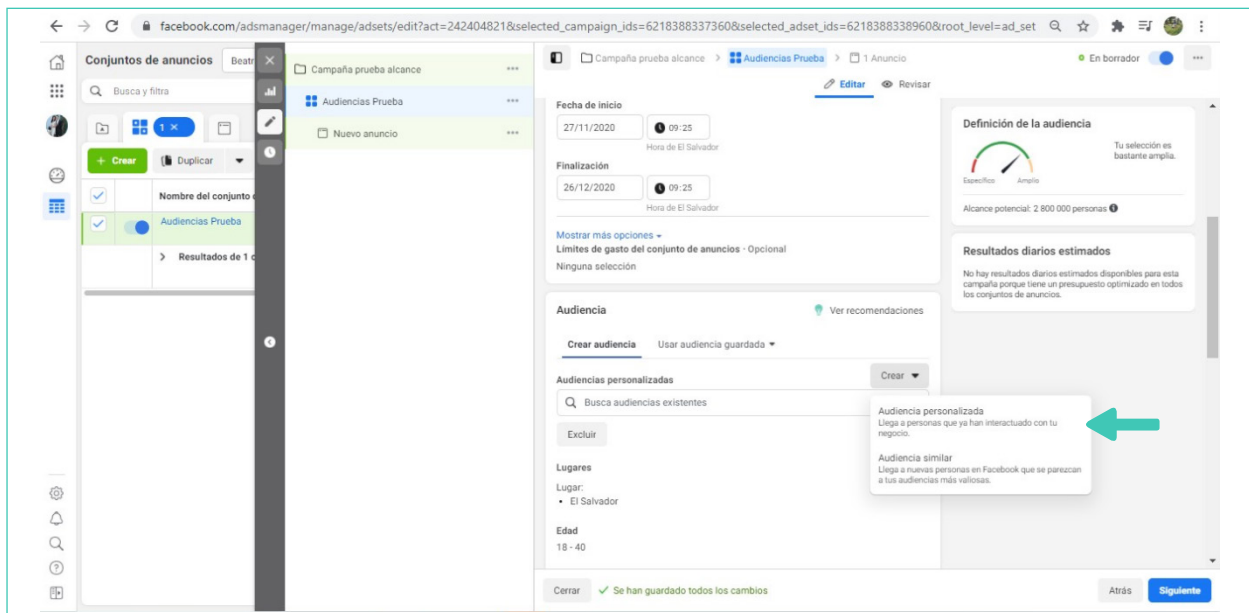 facebook.com/adsmanager/manage/adsets/edit?act=242404821&selected_campaign_ids=6218388337360&selected_adset_ids=6218388338960&root_level=ad_set
Conjuntos de anuncios
Beatr
Busca y filtra
1 ×
+ Crear
Duplicar
Nombre del conjunto
Audiencias Prueba
Resultados de 1
Campaña prueba alcance
Audiencias Prueba
Nuevo anuncio
Campaña prueba alcance > Audiencias Prueba > 1 Anuncio
En borrador
Editar
Revisar
Fecha de inicio
27/11/2020
09:25
Hora de El Salvador
Finalización
26/12/2020
09:25
Hora de El Salvador
Mostrar más opciones
Límites de gasto del conjunto de anuncios · Opcional
Ninguna selección
Audiencia
Ver recomendaciones
Crear audiencia
Usar audiencia guardada
Audiencias personalizadas
Crear
Busca audiencias existentes
Excluir
Audiencia personalizada
Llega a personas que ya han interactuado con tu
negocio.
Audiencia similar
Llega a nuevas personas en Facebook que se parezcan
a tus audiencias más valiosas.
Lugares
Lugar:
• El Salvador
Edad
18 - 40
Definición de la audiencia
Tu selección es
bastante amplia.
Específico
Amplio
Alcance potencial: 2 800 000 personas
Resultados diarios estimados
No hay resultados diarios estimados disponibles para esta
campaña porque tiene un presupuesto optimizado en todos
los conjuntos de anuncios.
Cerrar
Se han guardado todos los cambios
Atrás
Siguiente